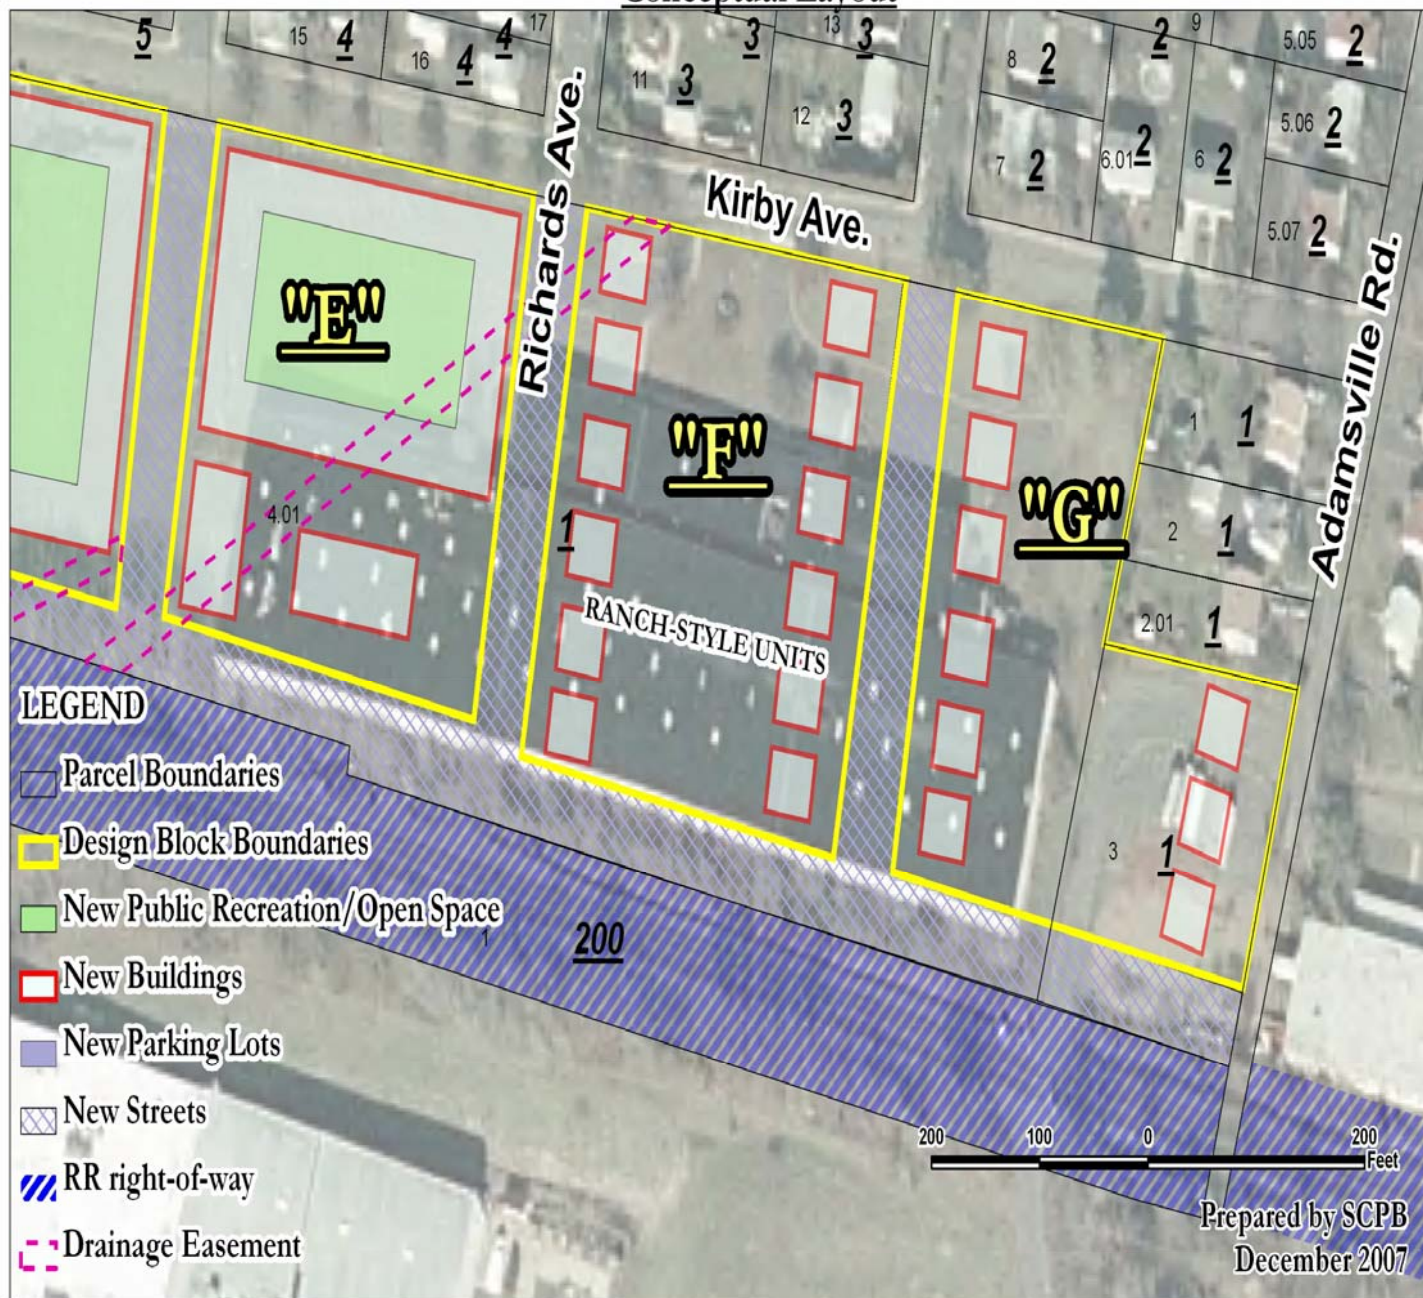 Conceptual Layout
5
15
4
16
4
4
17
11
3
3
13
3
12
3
8
2
2
9
5.05
2
7
2
6.01
2
6
2
5.06
2
5.07
2
Richards Ave.
Kirby Ave.
Adamsville Rd.
"E"
"F"
"G"
4.01
1
RANCH-STYLE UNITS
1
1
2
1
2.01
1
3
1
LEGEND
Parcel Boundaries
Design Block Boundaries
New Public Recreation/Open Space
New Buildings
New Parking Lots
New Streets
RR right-of-way
Drainage Easement
1
200
200 100 0 200
Feet
Prepared by SCPB
December 2007